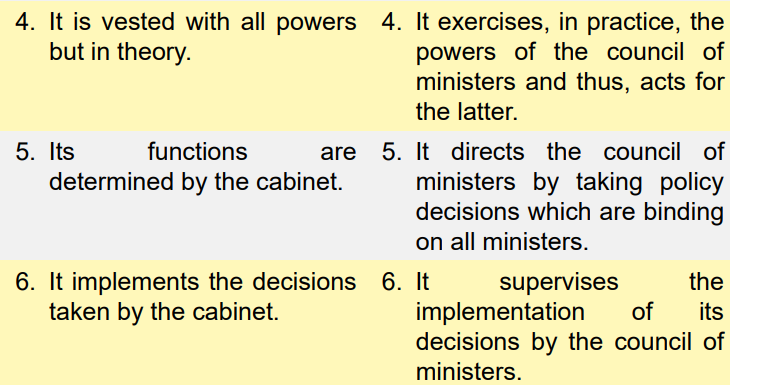 4. It is vested with all powers
but in theory.
4. It exercises, in practice, the
powers of the council of
ministers and thus, acts for
the latter.
5. Its functions are
determined by the cabinet.
5. It directs the council of
ministers by taking policy
decisions which are binding
on all ministers.
6. It implements the decisions
taken by the cabinet.
6. It supervises the
implementation of its
decisions by the council of
ministers.